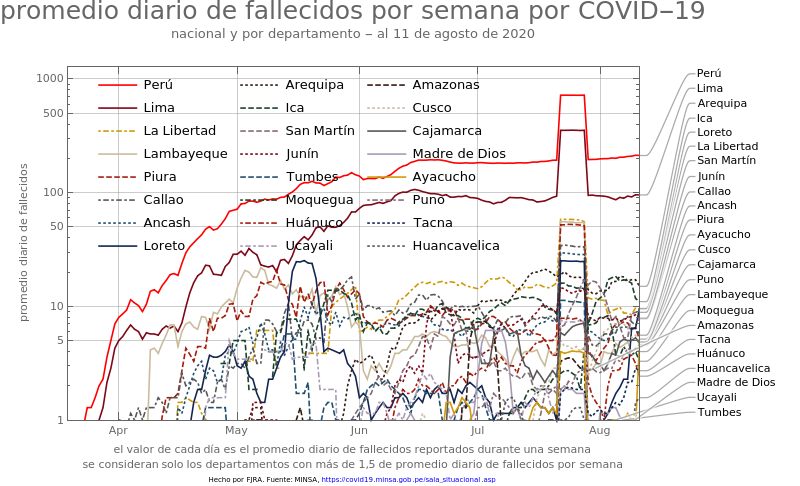 promedio diario de fallecidos por semana por COVID‒19
nacional y por departamento ‒ al 11 de agosto de 2020
promedio diario de fallecidos
1000
500
100
50
10
5
1
Apr
May
Jun
Jul
Aug
Perú
Lima
La Libertad
Lambayeque
Piura
Callao
Ancash
Loreto
Arequipa
Ica
San Martín
Junín
Tumbes
Moquegua
Huánuco
Ucayali
Amazonas
Cusco
Cajamarca
Madre de Dios
Ayacucho
Puno
Tacna
Huancavelica
Perú
Lima
Arequipa
Ica
Loreto
La Libertad
San Martín
Junín
Callao
Ancash
Piura
Ayacucho
Cusco
Cajamarca
Puno
Lambayeque
Moquegua
Amazonas
Tacna
Huánuco
Huancavelica
Madre de Dios
Ucayali
Tumbes
el valor de cada día es el promedio diario de fallecidos reportados durante una semana
se consideran solo los departamentos con más de 1,5 de promedio diario de fallecidos por semana
Hecho por FJRA. Fuente: MINSA, https://covid19.minsa.gob.pe/sala_situacional.asp